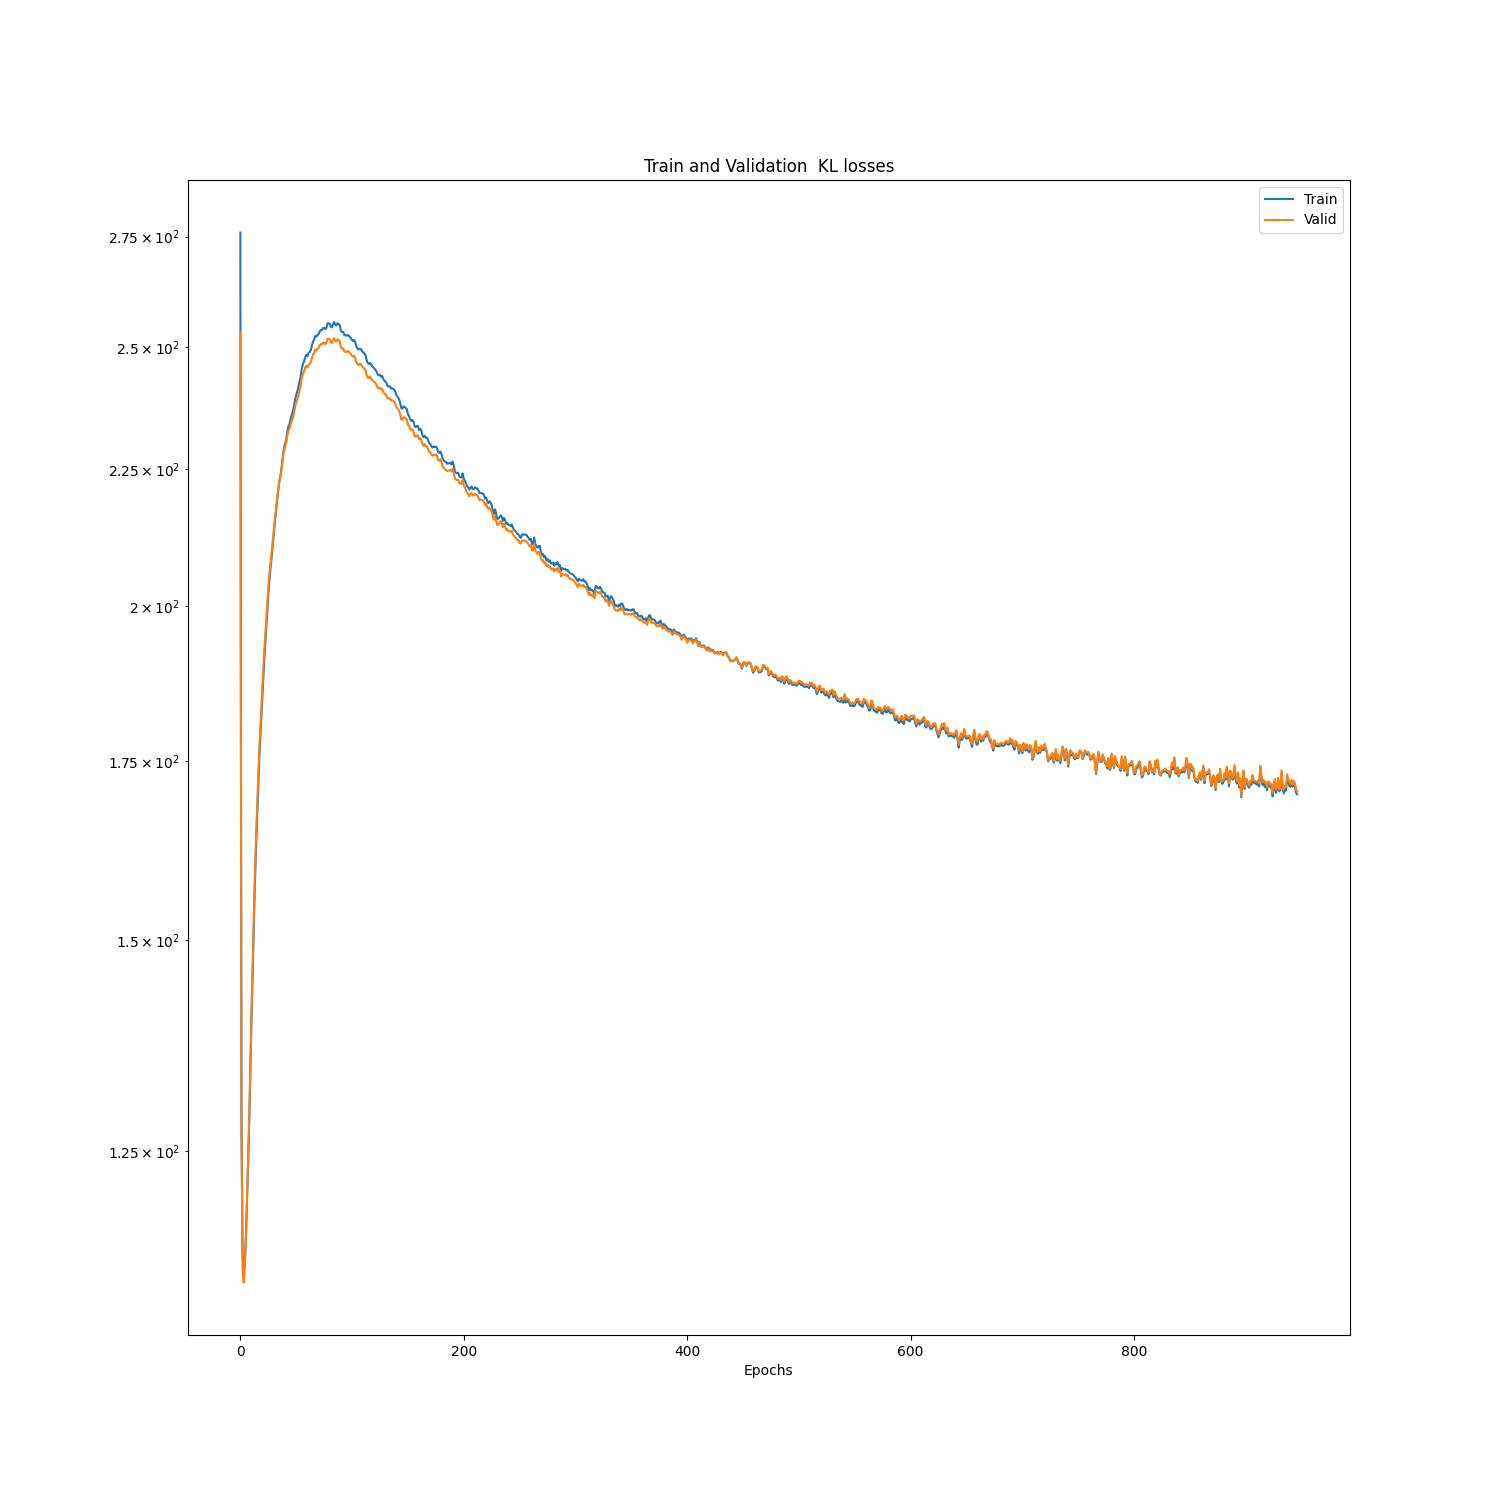 Train and Validation  KL losses
Train
Valid
2.75 × 10²
2.5 × 10²
2.25 × 10²
2 × 10²
1.75 × 10²
1.5 × 10²
1.25 × 10²
0 200 400 600 800
Epochs